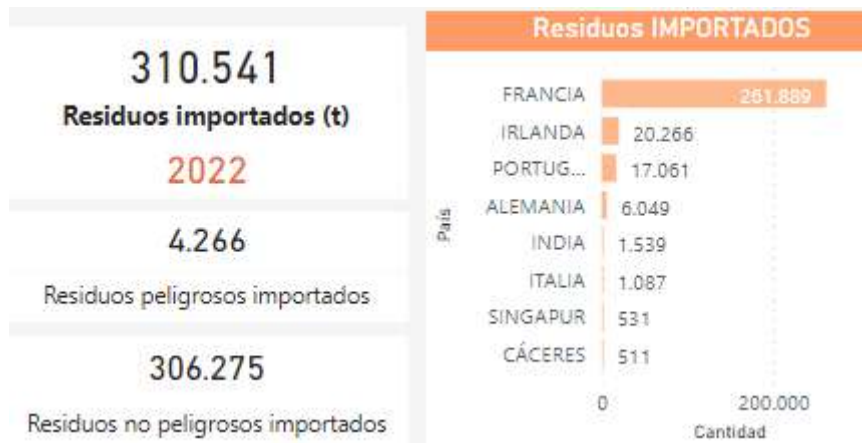 310.541
Residuos importados (t)
2022
4.266
Residuos peligrosos importados
306.275
Residuos no peligrosos importados
Residuos IMPORTADOS
País
FRANCIA 261.889
IRLANDA 20.266
PORTUG... 17.061
ALEMANIA 6.049
INDIA 1.539
ITALIA 1.087
SINGAPUR 531
CÁCERES 511
0 200.000
Cantidad